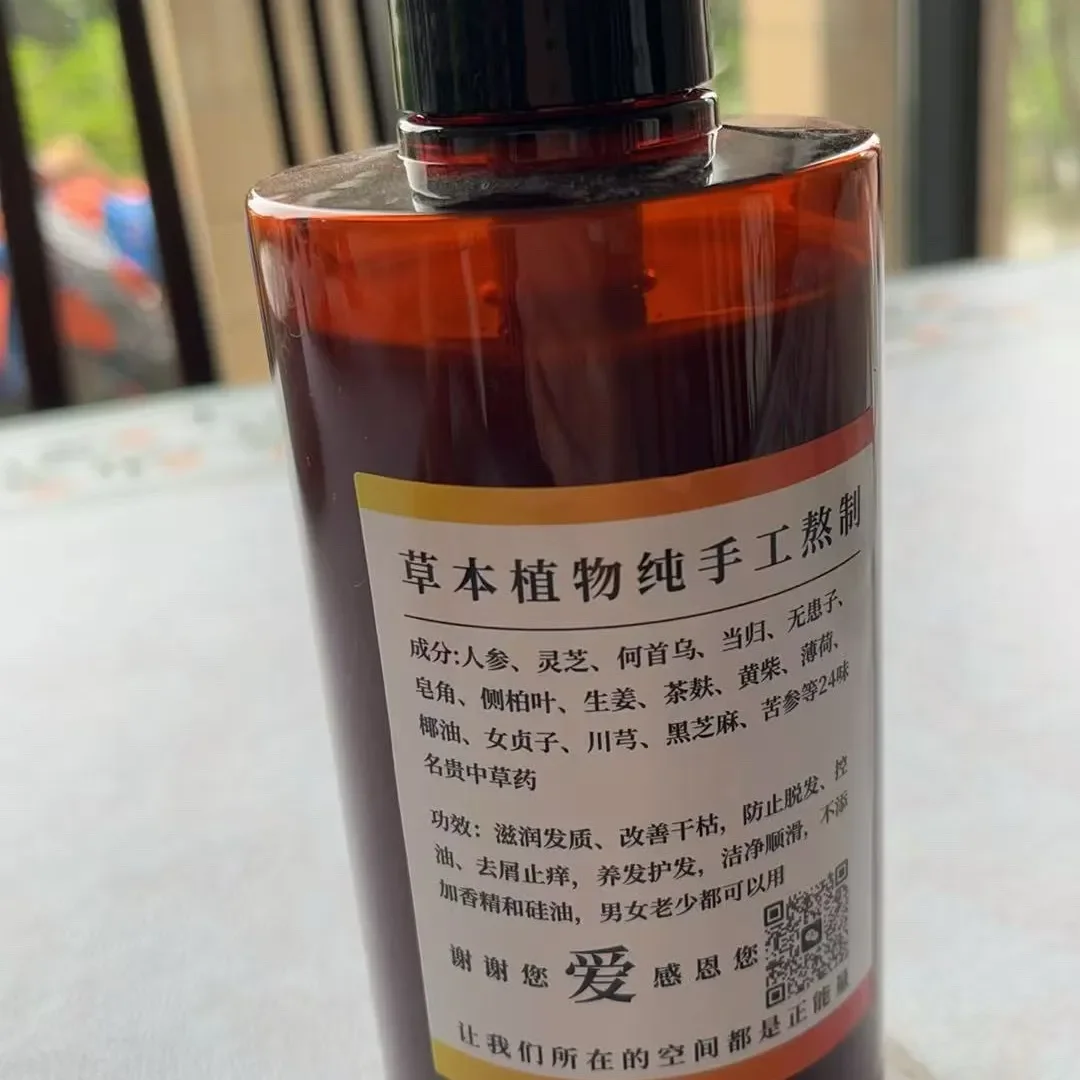 草本植物纯手工熬制
成分:人参、灵芝、何首乌、当归、无患子、
皂角、侧柏叶、生姜、茶麸、黄柴、薄荷、
椰油、女贞子、川芎、黑芝麻、苦参等24味
名贵中草药
功效：滋润发质、改善干枯，防止脱发、控
油、去屑止痒，养发护发，洁净顺滑，不添
加香精和硅油，男女老少都可以用
谢谢您 爱 感恩您
让我们所在的空间都是正能量